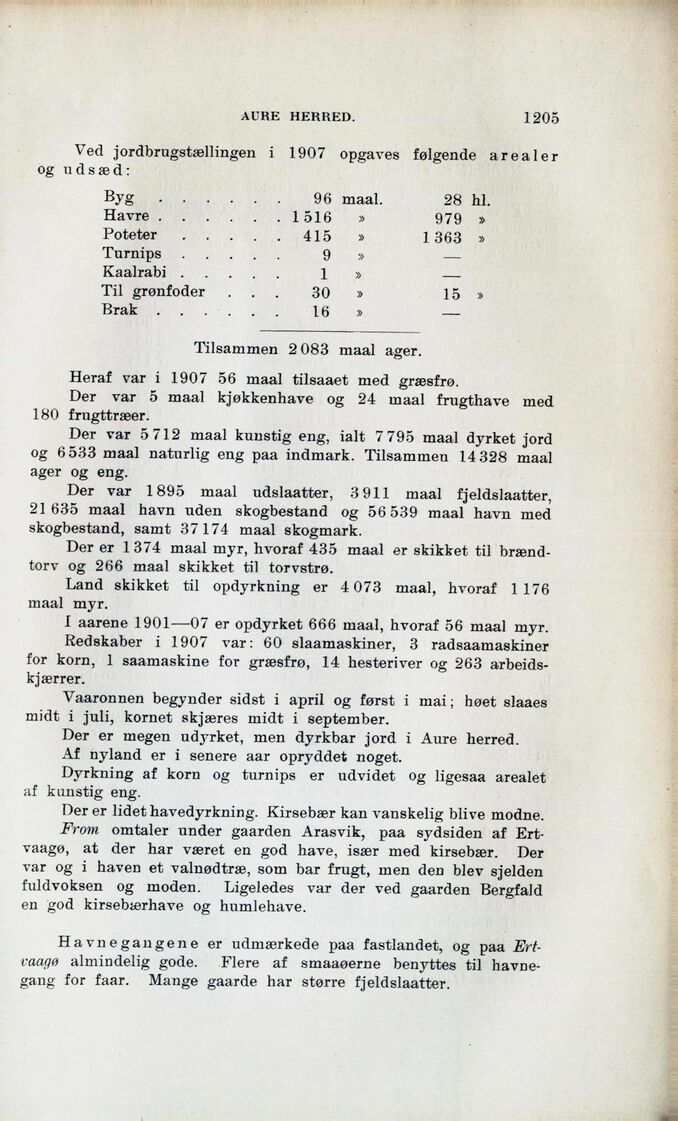 AURE HERRED. 1205
Ved jordbrugstællingen i 1907 opgaves følgende arealer
og udsæd:
Byg . . . . . . 96 maal. 28 hl.
Havre . . . . . . 1 516 » 979 »
Poteter . . . . . 415 » 1 363 »
Turnips . . . . . 9 » —
Kaalrabi . . . . . 1 » —
Til grønfoder . . . 30 » 15 »
Brak . . . . . . 16 » —
Tilsammen 2 083 maal ager.
Heraf var i 1907 56 maal tilsaaet med græsfrø.
Der var 5 maal kjøkkenhave og 24 maal frugthave med
180 frugttræer.
Der var 5 712 maal kunstig eng, ialt 7 795 maal dyrket jord
og 6 533 maal naturlig eng paa indmark. Tilsammen 14 328 maal
ager og eng.
Der var 1 895 maal udslaatter, 3 911 maal fjeldslaatter,
21 635 maal havn uden skogbestand og 56 539 maal havn med
skogbestand, samt 37 174 maal skogmark.
Der er 1 374 maal myr, hvoraf 435 maal er skikket til brænd-
torv og 266 maal skikket til torvstrø.
Land skikket til opdyrkning er 4 073 maal, hvoraf 1 176
maal myr.
I aarene 1901—07 er opdyrket 666 maal, hvoraf 56 maal myr.
Redskaber i 1907 var: 60 slaamaskiner, 3 radsaamaskiner
for korn, 1 saamaskine for græsfrø, 14 hesteriver og 263 arbeids-
kjærrer.
Vaaronnen begynder sidst i april og først i mai; høet slaaes
midt i juli, kornet skjæres midt i september.
Der er megen udyrket, men dyrkbar jord i Aure herred.
Af nyland er i senere aar opryddet noget.
Dyrkning af korn og turnips er udvidet og ligesaa arealet
af kunstig eng.
Der er lidet havedyrkning. Kirsebær kan vanskelig blive modne.
From omtaler under gaarden Arasvik, paa sydsiden af Ert-
vaagø, at der har været en god have, især med kirsebær. Der
var og i haven et valnødtræ, som bar frugt, men den blev sjelden
fuldvoksen og moden. Ligeledes var der ved gaarden Bergfald
en god kirsebærhave og humlehave.
Havnegangene er udmærkede paa fastlandet, og paa Ert-
vaagø almindelig gode. Flere af smaaøerne benyttes til havne-
gang for faar. Mange gaarde har større fjeldslaatter.